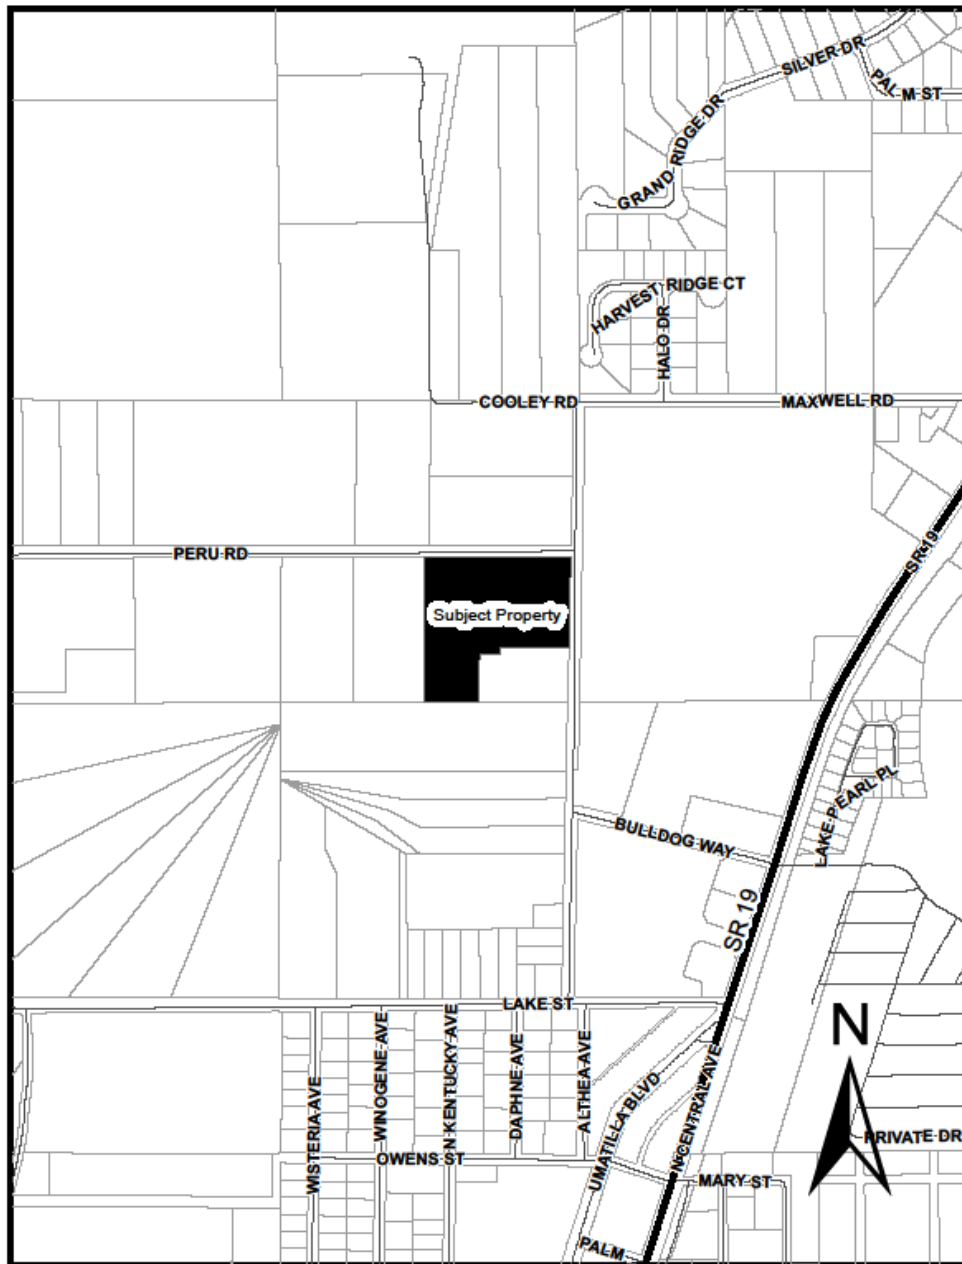 SILVER DR
PALM ST
GRAND RIDGE DR
HARVEST RIDGE CT
HALO DR
COOLEY RD
MAXWELL RD
SR 19
PERU RD
Subject Property
LAKE PEARL PL
BULLDOG WAY
SR 19
LAKE ST
N
WISTERIA AVE
WINOGENE AVE
N KENTUCKY AVE
DAPHNE AVE
ALTHEA AVE
UMATILLA BLVD
N CENTRAL AVE
PRIVATE DR
OWENS ST
MARY ST
PALM